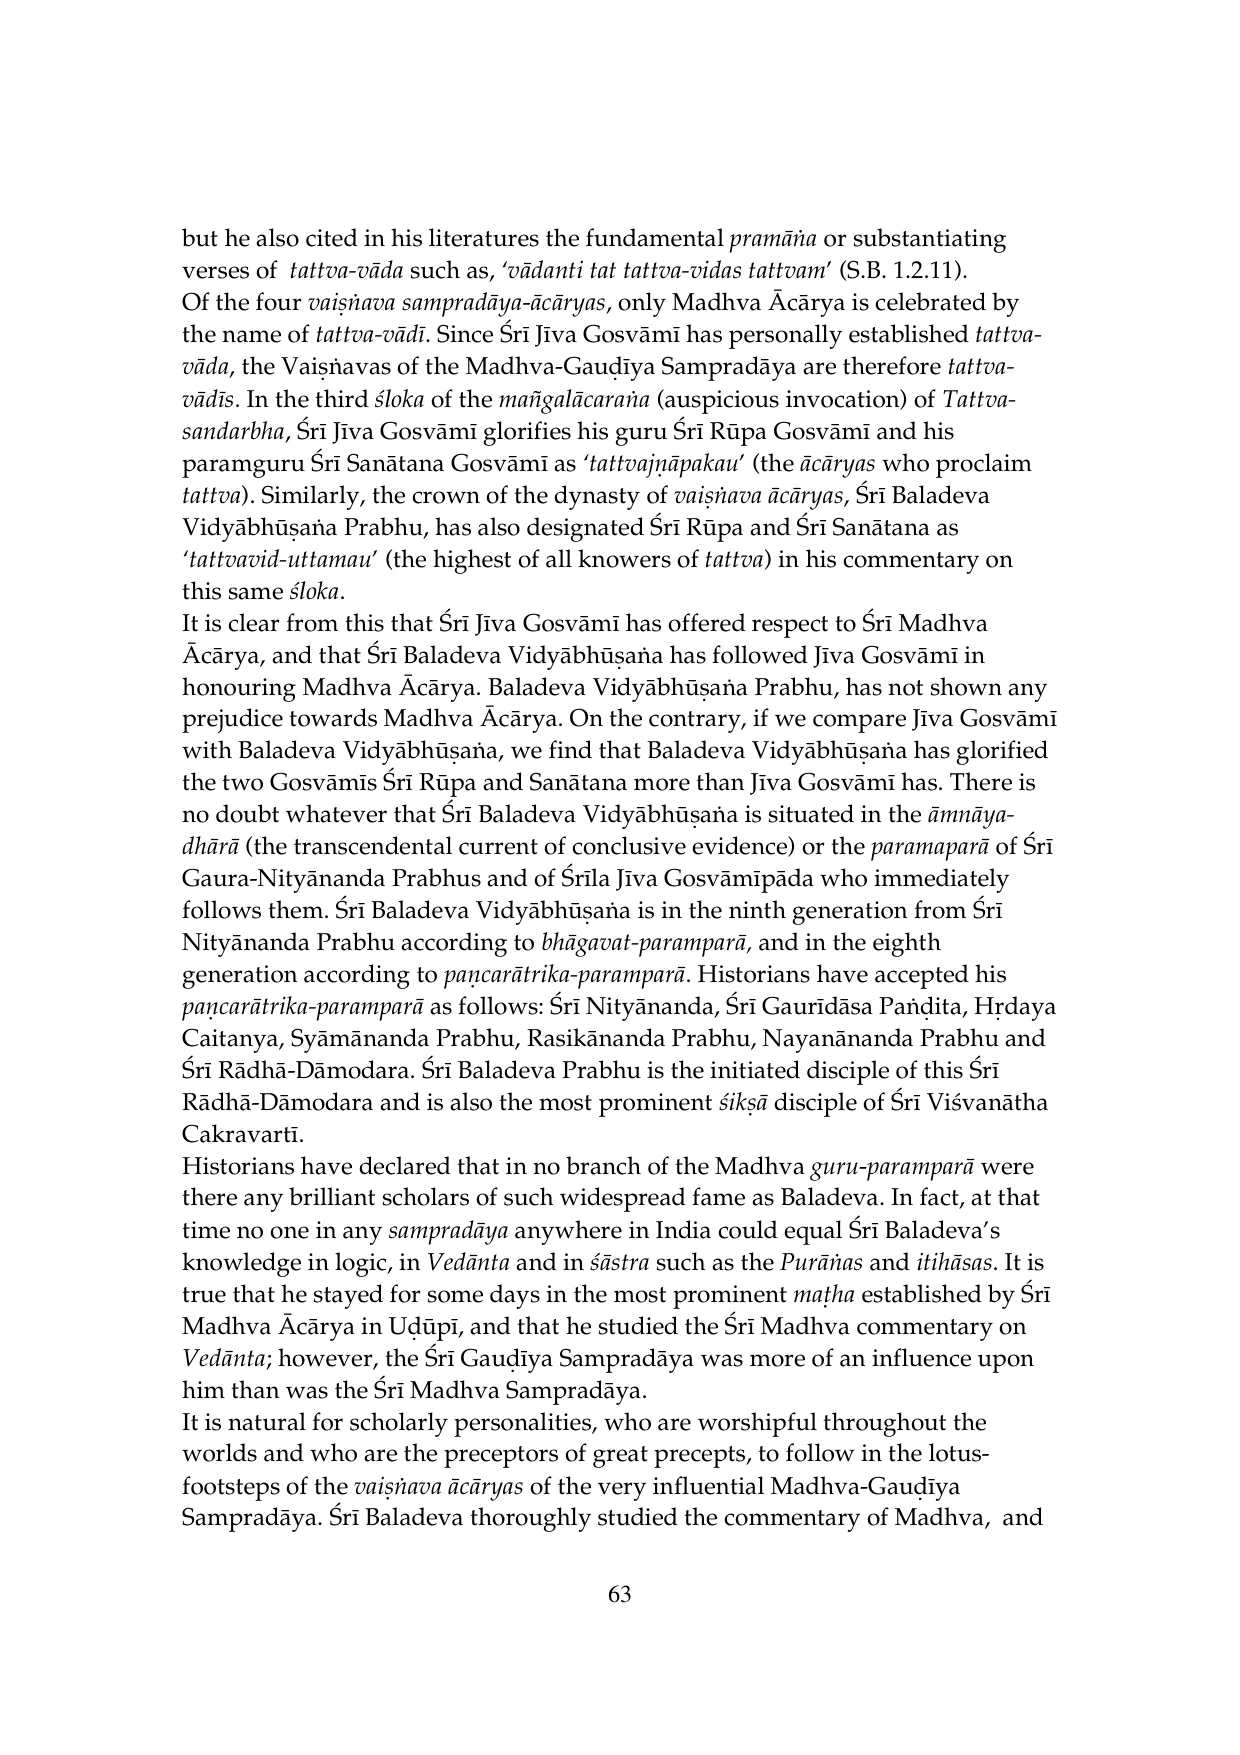 but he also cited in his literatures the fundamental pramāṅa or substantiating
verses of  tattva-vāda such as, ‘vādanti tat tattva-vidas tattvam’ (S.B. 1.2.11).
Of the four vaiṣṅava sampradāya-ācāryas, only Madhva Ācārya is celebrated by
the name of tattva-vādī. Since Śrī Jīva Gosvāmī has personally established tattva-
vāda, the Vaiṣṅavas of the Madhva-Gauḍīya Sampradāya are therefore tattva-
vādīs. In the third śloka of the mañgalācaraṅa (auspicious invocation) of Tattva-
sandarbha, Śrī Jīva Gosvāmī glorifies his guru Śrī Rūpa Gosvāmī and his
paramguru Śrī Sanātana Gosvāmī as ‘tattvajṇāpakau’ (the ācāryas who proclaim
tattva). Similarly, the crown of the dynasty of vaiṣṅava ācāryas, Śrī Baladeva
Vidyābhūṣaṅa Prabhu, has also designated Śrī Rūpa and Śrī Sanātana as
‘tattvavid-uttamau’ (the highest of all knowers of tattva) in his commentary on
this same śloka.
It is clear from this that Śrī Jīva Gosvāmī has offered respect to Śrī Madhva
Ācārya, and that Śrī Baladeva Vidyābhūṣaṅa has followed Jīva Gosvāmī in
honouring Madhva Ācārya. Baladeva Vidyābhūṣaṅa Prabhu, has not shown any
prejudice towards Madhva Ācārya. On the contrary, if we compare Jīva Gosvāmī
with Baladeva Vidyābhūṣaṅa, we find that Baladeva Vidyābhūṣaṅa has glorified
the two Gosvāmīs Śrī Rūpa and Sanātana more than Jīva Gosvāmī has. There is
no doubt whatever that Śrī Baladeva Vidyābhūṣaṅa is situated in the āmnāya-
dhārā (the transcendental current of conclusive evidence) or the paramaparā of Śrī
Gaura-Nityānanda Prabhus and of Śrīla Jīva Gosvāmīpāda who immediately
follows them. Śrī Baladeva Vidyābhūṣaṅa is in the ninth generation from Śrī
Nityānanda Prabhu according to bhāgavat-paramparā, and in the eighth
generation according to paṇcarātrika-paramparā. Historians have accepted his
paṇcarātrika-paramparā as follows: Śrī Nityānanda, Śrī Gaurīdāsa Paṅḍita, Hṛdaya
Caitanya, Syāmānanda Prabhu, Rasikānanda Prabhu, Nayanānanda Prabhu and
Śrī Rādhā-Dāmodara. Śrī Baladeva Prabhu is the initiated disciple of this Śrī
Rādhā-Dāmodara and is also the most prominent śikṣā disciple of Śrī Viśvanātha
Cakravartī.
Historians have declared that in no branch of the Madhva guru-paramparā were
there any brilliant scholars of such widespread fame as Baladeva. In fact, at that
time no one in any sampradāya anywhere in India could equal Śrī Baladeva’s
knowledge in logic, in Vedānta and in śāstra such as the Purāṅas and itihāsas. It is
true that he stayed for some days in the most prominent maṭha established by Śrī
Madhva Ācārya in Uḍūpī, and that he studied the Śrī Madhva commentary on
Vedānta; however, the Śrī Gauḍīya Sampradāya was more of an influence upon
him than was the Śrī Madhva Sampradāya.
It is natural for scholarly personalities, who are worshipful throughout the
worlds and who are the preceptors of great precepts, to follow in the lotus-
footsteps of the vaiṣṅava ācāryas of the very influential Madhva-Gauḍīya
Sampradāya. Śrī Baladeva thoroughly studied the commentary of Madhva,  and
63